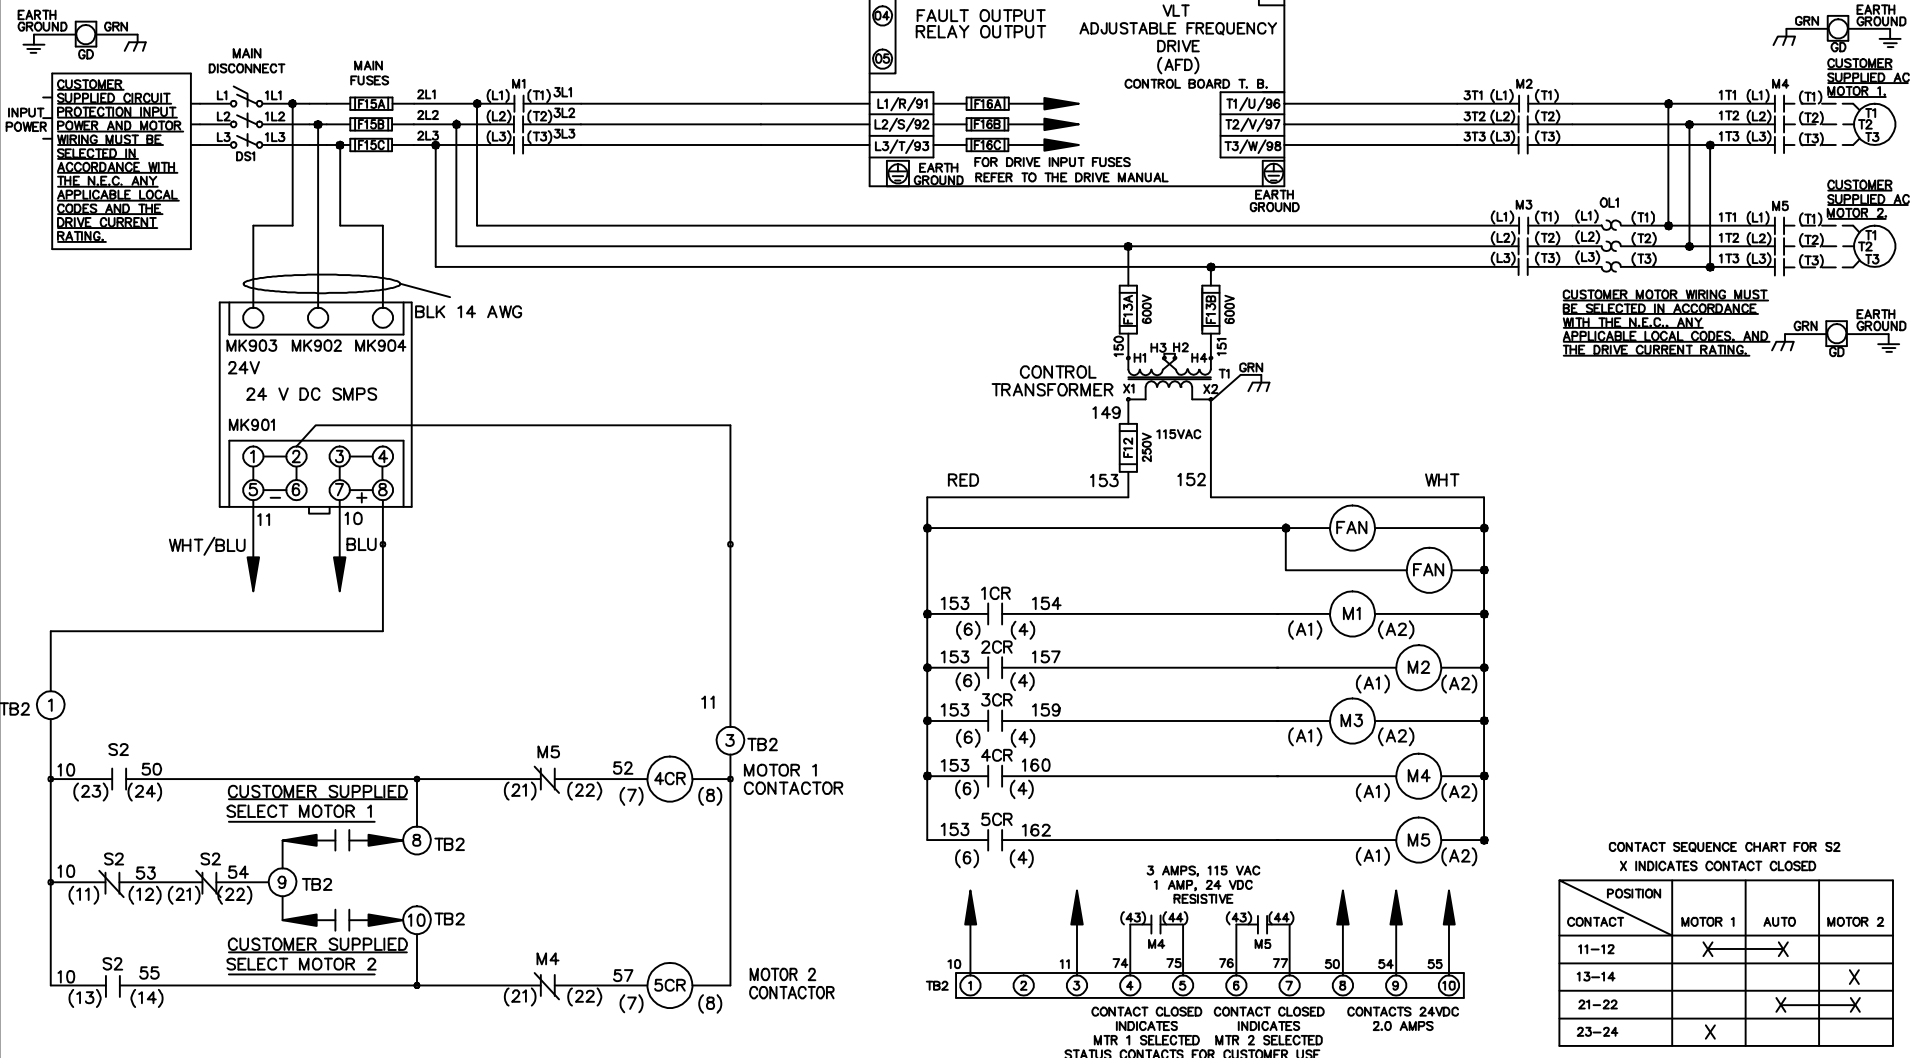 EARTH
GROUND
GRN
GD
MAIN
DISCONNECT
MAIN
FUSES
CUSTOMER
SUPPLIED CIRCUIT
PROTECTION INPUT
POWER AND MOTOR
WIRING MUST BE
SELECTED IN
ACCORDANCE WITH
THE N.E.C. ANY
APPLICABLE LOCAL
CODES AND THE
DRIVE CURRENT
RATING.
INPUT
POWER
L1 1L1 F15A 2L1 (L1) M1 (T1) 3L1
L2 1L2 F15B 2L2 (L2) (T2) 3L2
L3 1L3 F15C 2L3 (L3) (T3) 3L3
DS1
04
05
FAULT OUTPUT
RELAY OUTPUT
VLT
ADJUSTABLE FREQUENCY
DRIVE
(AFD)
CONTROL BOARD T. B.
L1/R/91 F16A T1/U/96
L2/S/92 F16B T2/V/97
L3/T/93 F16C T3/W/98
FOR DRIVE INPUT FUSES
REFER TO THE DRIVE MANUAL
EARTH
GROUND
EARTH
GROUND
GRN
GD
EARTH
GROUND
CUSTOMER
SUPPLIED AC
MOTOR 1.
3T1 (L1) M2 (T1) 1T1 (L1) M4 (T1) T1
3T2 (L2) (T2) 1T2 (L2) (T2) T2
3T3 (L3) (T3) 1T3 (L3) (T3) T3
CUSTOMER
SUPPLIED AC
MOTOR 2.
(L1) M3 (T1) (L1) OL1 (T1) 1T1 (L1) M5 (T1) T1
(L2) (T2) (L2) (T2) 1T2 (L2) (T2) T2
(L3) (T3) (L3) (T3) 1T3 (L3) (T3) T3
CUSTOMER MOTOR WIRING MUST
BE SELECTED IN ACCORDANCE
WITH THE N.E.C., ANY
APPLICABLE LOCAL CODES, AND
THE DRIVE CURRENT RATING.
GRN
GD
EARTH
GROUND
BLK 14 AWG
MK903 MK902 MK904
24V
24 V DC SMPS
MK901
1 2 3 4
5 - 6 7 + 8
11 10
WHT/BLU BLU
F13A 600V
F13B 600V
150 H1 H3 H2 H4 151
CONTROL
TRANSFORMER
X1 X2 T1 GRN
149
F12 250V 115VAC
153 152
RED WHT
FAN
FAN
153 1CR 154 M1
(6) (4) (A1) (A2)
153 2CR 157 M2
(6) (4) (A1) (A2)
153 3CR 159 M3
(6) (4) (A1) (A2)
153 4CR 160 M4
(6) (4) (A1) (A2)
153 5CR 162 M5
(6) (4) (A1) (A2)
TB2 1
11
3 TB2
10 S2 50 M5 52 4CR
(23) (24) (21) (22) (7) (8)
MOTOR 1
CONTACTOR
CUSTOMER SUPPLIED
SELECT MOTOR 1
8 TB2
10 S2 53 S2 54 9 TB2
(11) (12) (21) (22)
10 TB2
CUSTOMER SUPPLIED
SELECT MOTOR 2
10 S2 55 M4 57 5CR
(13) (14) (21) (22) (7) (8)
MOTOR 2
CONTACTOR
3 AMPS, 115 VAC
1 AMP, 24 VDC
RESISTIVE
(43) (44) (43) (44)
M4 M5
10 11 74 75 76 77 50 54 55
TB2 1 2 3 4 5 6 7 8 9 10
CONTACT CLOSED
INDICATES
MTR 1 SELECTED
CONTACT CLOSED
INDICATES
MTR 2 SELECTED
CONTACTS 24VDC
2.0 AMPS
STATUS CONTACTS FOR CUSTOMER USE
CONTACT SEQUENCE CHART FOR S2
X INDICATES CONTACT CLOSED
POSITION
CONTACT MOTOR 1 AUTO MOTOR 2
11-12 X X
13-14 X
21-22 X X
23-24 X